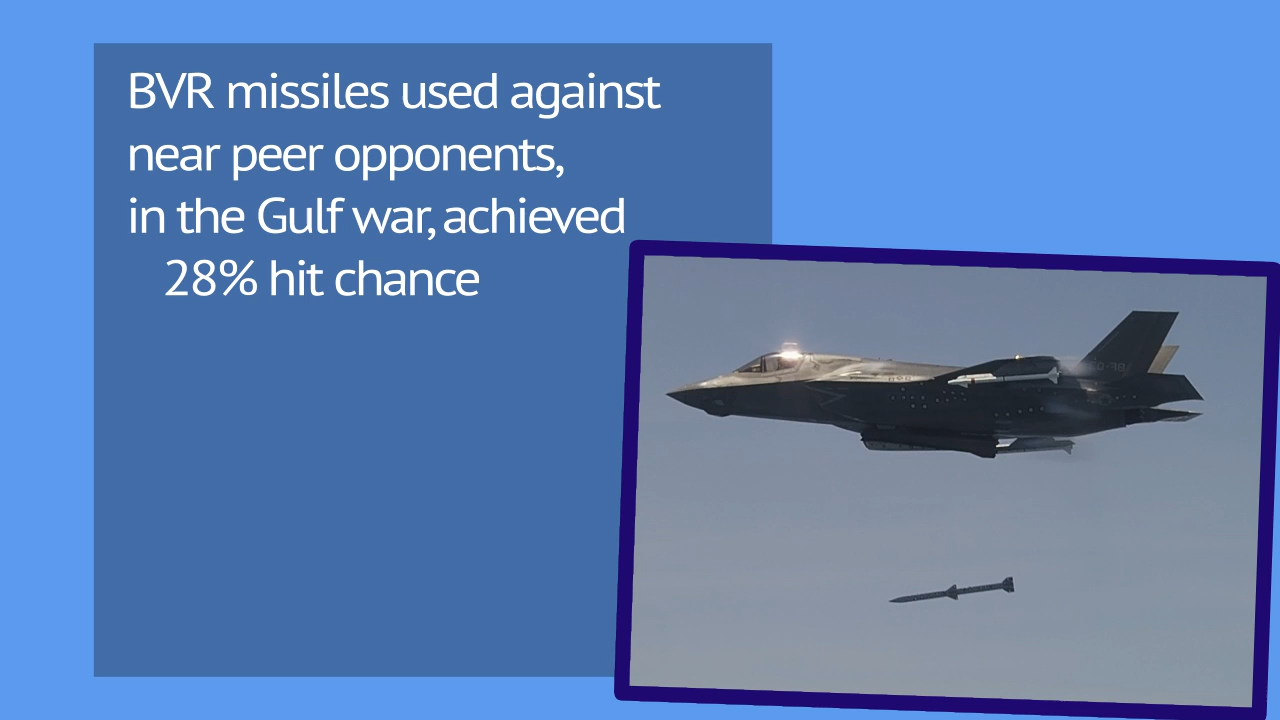 BVR missiles used against
near peer opponents,
in the Gulf war, achieved
28% hit chance